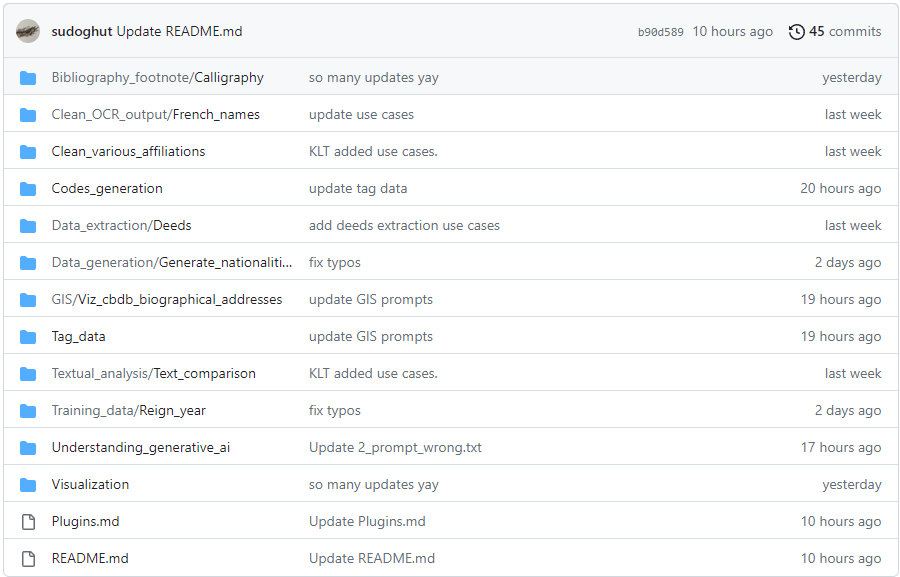 sudoghut Update README.md b90d589 10 hours ago 45 commits
Bibliography_footnote/Calligraphy so many updates yay yesterday
Clean_OCR_output/French_names update use cases last week
Clean_various_affiliations KLT added use cases. last week
Codes_generation update tag data 20 hours ago
Data_extraction/Deeds add deeds extraction use cases last week
Data_generation/Generate_nationaliti... fix typos 2 days ago
GIS/Viz_cbdb_biographical_addresses update GIS prompts 19 hours ago
Tag_data update GIS prompts 19 hours ago
Textual_analysis/Text_comparison KLT added use cases. last week
Training_data/Reign_year fix typos 2 days ago
Understanding_generative_ai Update 2_prompt_wrong.txt 17 hours ago
Visualization so many updates yay yesterday
Plugins.md Update Plugins.md 10 hours ago
README.md Update README.md 10 hours ago